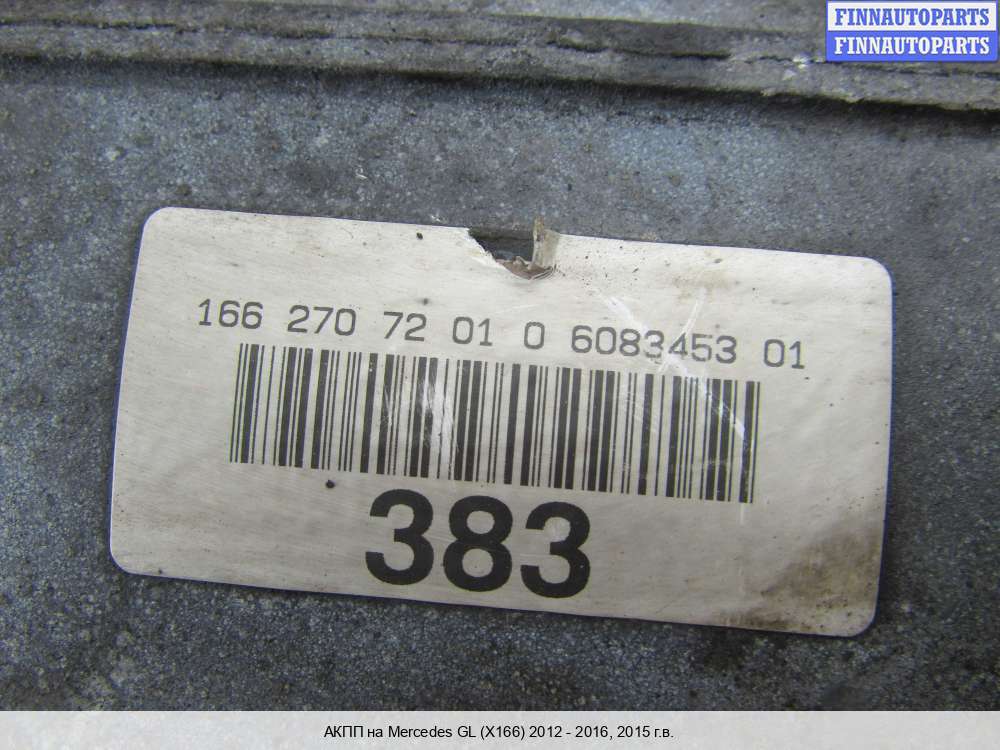 FINNAUTOPARTS
FINNAUTOPARTS
166 270 72 01 0 6083453 01
383
АКПП на Mercedes GL (X166) 2012 - 2016, 2015 г.в.